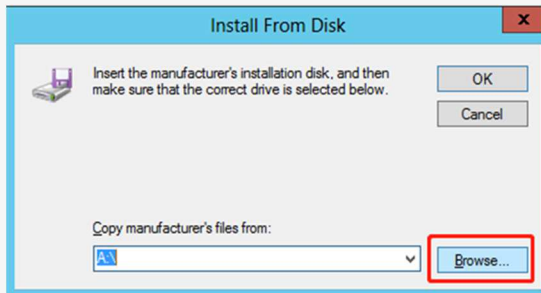 Install From Disk
x
Insert the manufacturer's installation disk, and then
make sure that the correct drive is selected below.
OK
Cancel
Copy manufacturer's files from:
A:\
Browse...